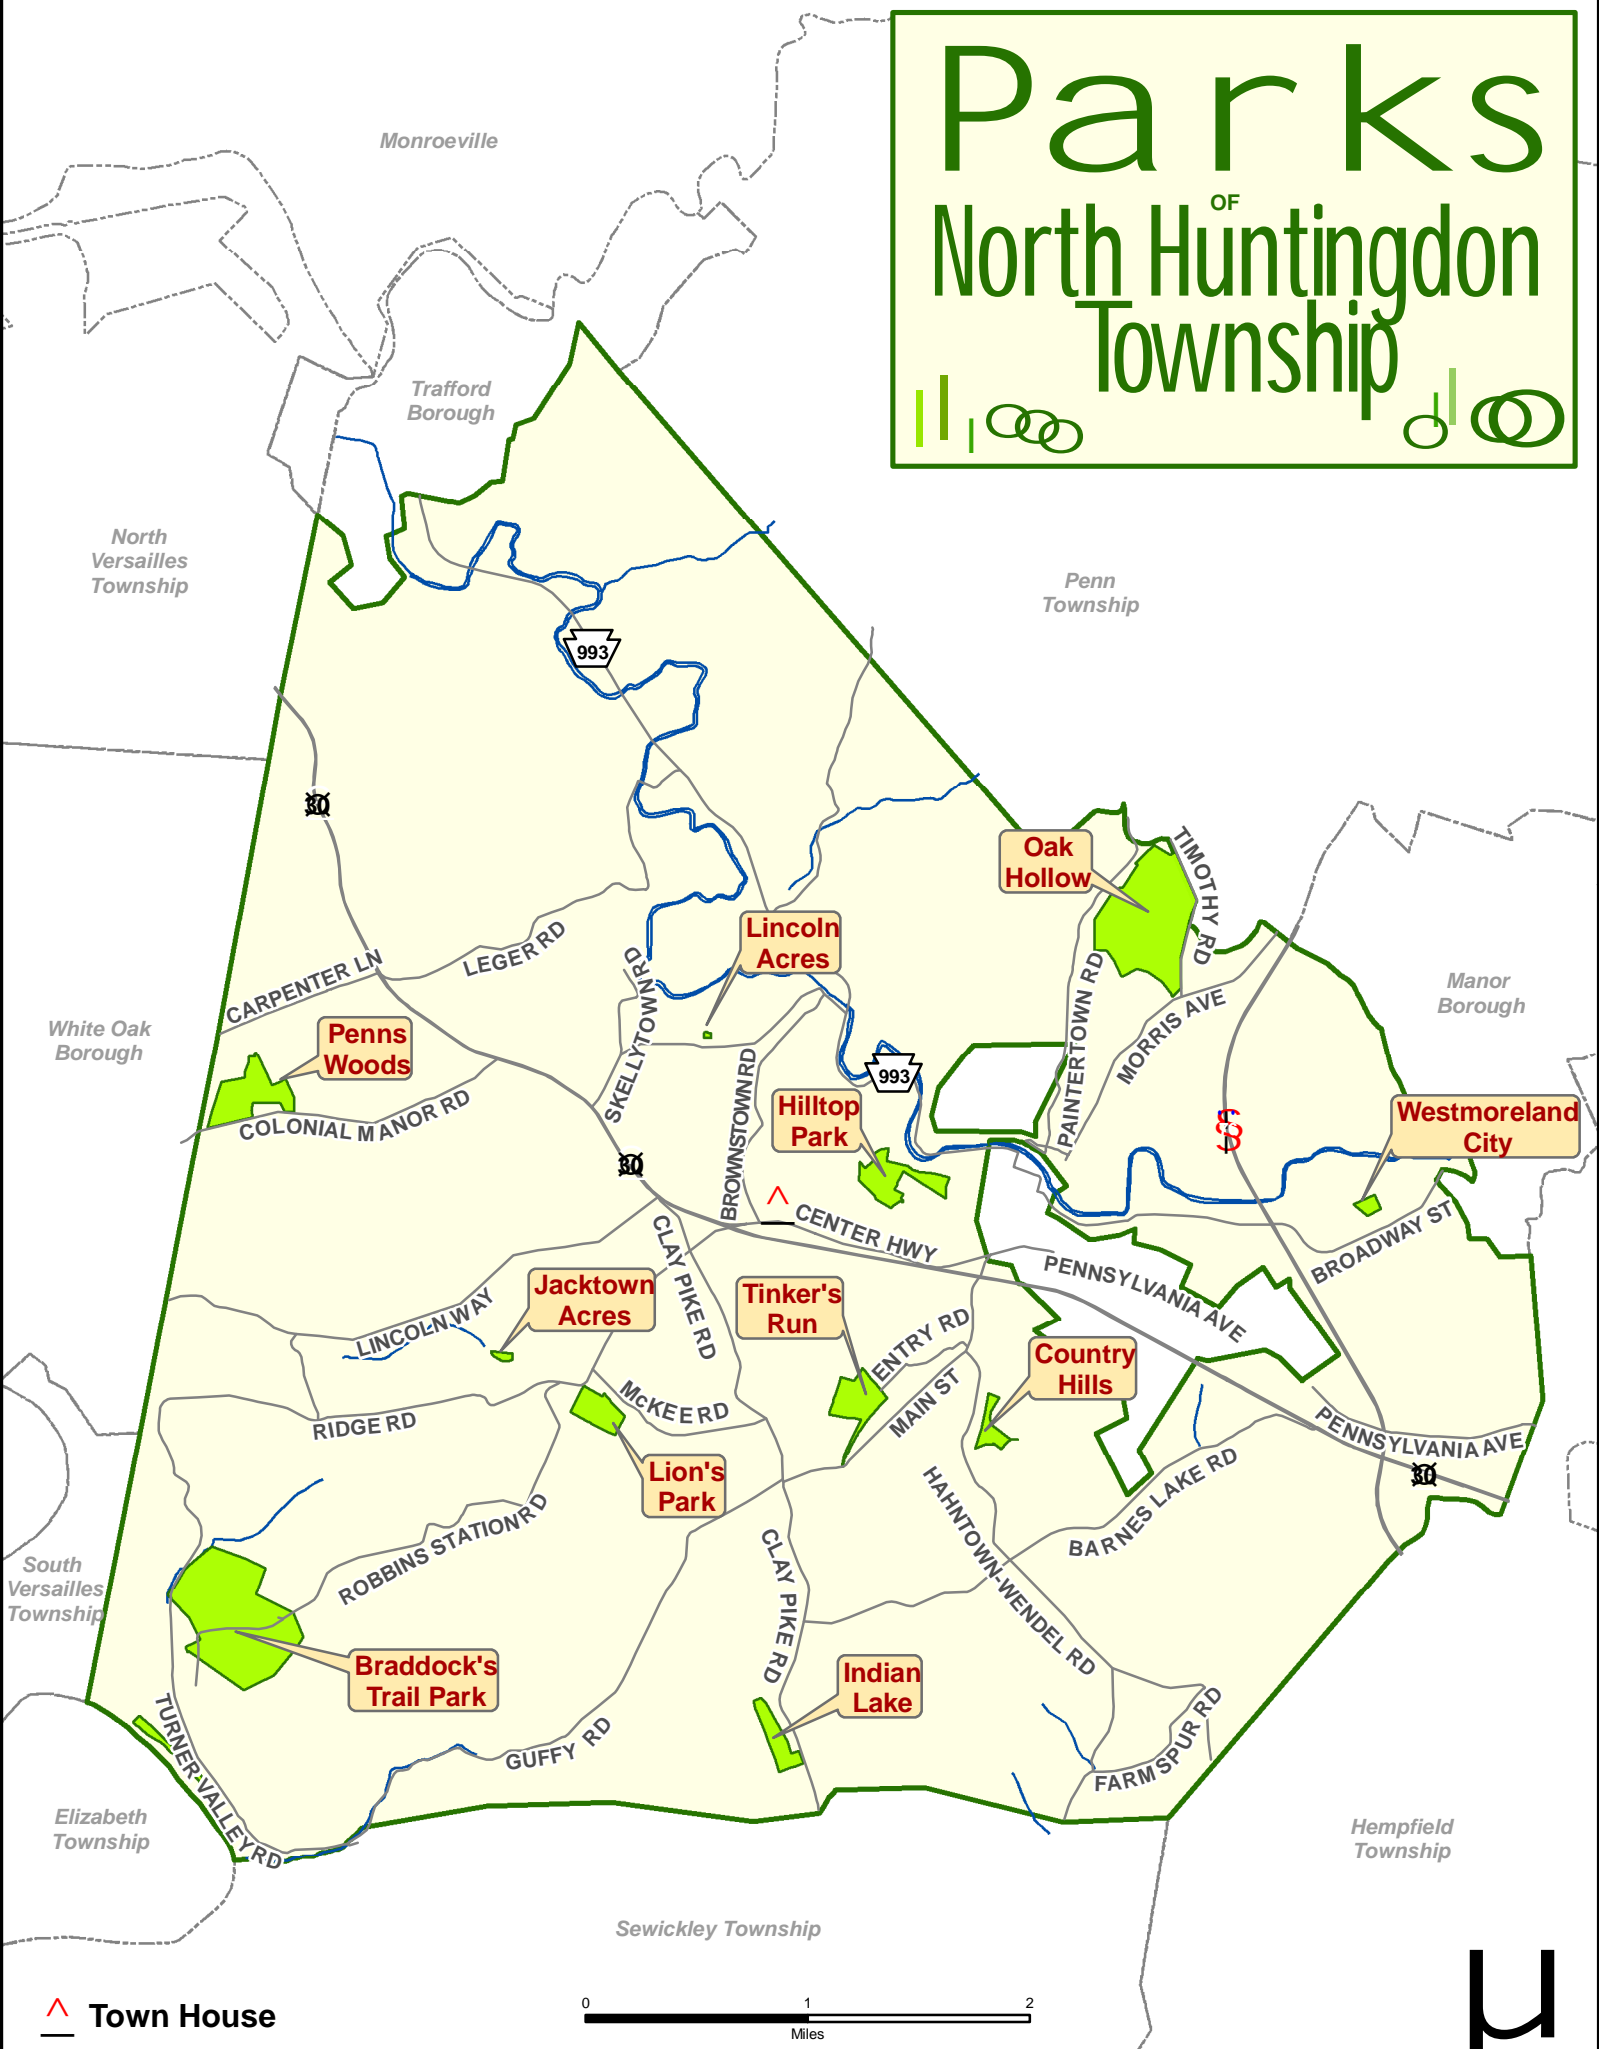 Parks
OF
North Huntingdon
Township
Monroeville
Trafford
Borough
North
Versailles
Township
Penn
Township
993
30
Oak
Hollow
TIMOTHY RD
Lincoln
Acres
LEGER RD
CARPENTER LN
SKELLYTOWN RD
PAINTERTOWN RD
MORRIS AVE
Manor
Borough
White Oak
Borough
Penns
Woods
COLONIAL MANOR RD
BROWNSTOWN RD
993
Hilltop
Park
Westmoreland
City
30
CENTER HWY
BROADWAY ST
CLAY PIKE RD
PENNSYLVANIA AVE
Jacktown
Acres
LINCOLN WAY
Tinker's
Run
ENTRY RD
MAIN ST
Country
Hills
McKEE RD
RIDGE RD
PENNSYLVANIA AVE
30
Lion's
Park
HAHNTOWN-WENDEL RD
BARNES LAKE RD
ROBBINS STATION RD
CLAY PIKE RD
South
Versailles
Township
Braddock's
Trail Park
Indian
Lake
TURNER VALLEY RD
GUFFY RD
FARMSPUR RD
Elizabeth
Township
Hempfield
Township
Sewickley Township
Town House
0 1 2
Miles
µ